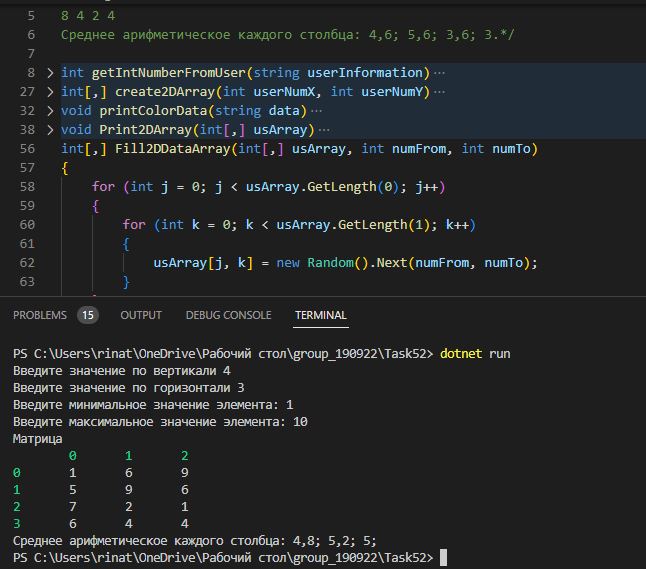 5 8 4 2 4
6 Среднее арифметическое каждого столбца: 4,6; 5,6; 3,6; 3.*/
7
8 int getIntNumberFromUser(string userInformation)···
27 int[,] create2DArray(int userNumX, int userNumY)···
32 void printColorData(string data)···
38 void Print2DArray(int[,] usArray)···
56 int[,] Fill2DDataArray(int[,] usArray, int numFrom, int numTo)
57 {
58 for (int j = 0; j < usArray.GetLength(0); j++)
59 {
60 for (int k = 0; k < usArray.GetLength(1); k++)
61 {
62 usArray[j, k] = new Random().Next(numFrom, numTo);
63 }
PROBLEMS 15 OUTPUT DEBUG CONSOLE TERMINAL
PS C:\Users\rinat\OneDrive\Рабочий стол\group_190922\Task52> dotnet run
Введите значение по вертикали 4
Введите значение по горизонтали 3
Введите минимальное значение элемента: 1
Введите максимальное значение элемента: 10
Матрица
0 1 2
0 1 6 9
1 5 9 6
2 7 2 1
3 6 4 4
Среднее арифметическое каждого столбца: 4,8; 5,2; 5;
PS C:\Users\rinat\OneDrive\Рабочий стол\group_190922\Task52>